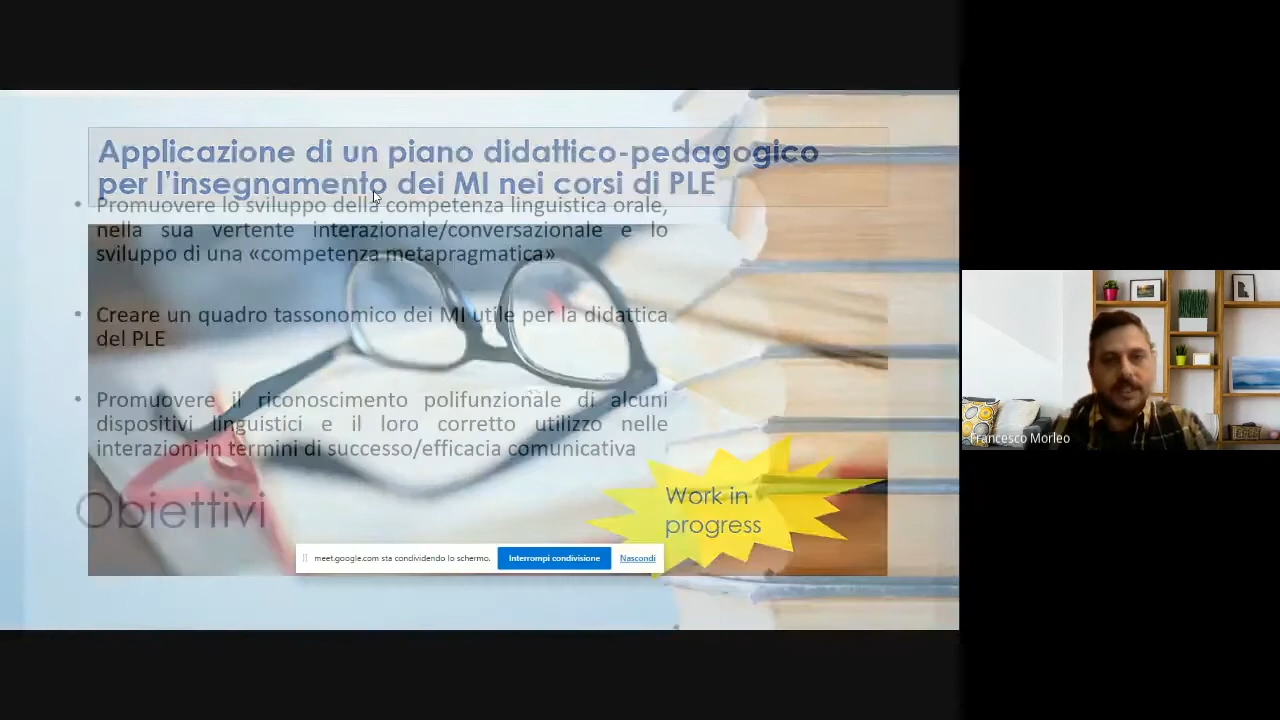 Applicazione di un piano didattico-pedagogico
per l'insegnamento dei MI nei corsi di PLE
• Promuovere lo sviluppo della competenza linguistica orale,
nella sua vertente interazionale/conversazionale e lo
sviluppo di una «competenza metapragmatica»
• Creare un quadro tassonomico dei MI utile per la didattica
del PLE
• Promuovere il riconoscimento polifunzionale di alcuni
dispositivi linguistici e il loro corretto utilizzo nelle
interazioni in termini di successo/efficacia comunicativa
Obiettivi
Work in
progress
meet.google.com sta condividendo lo schermo.
Interrompi condivisione
Nascondi
Francesco Morleo